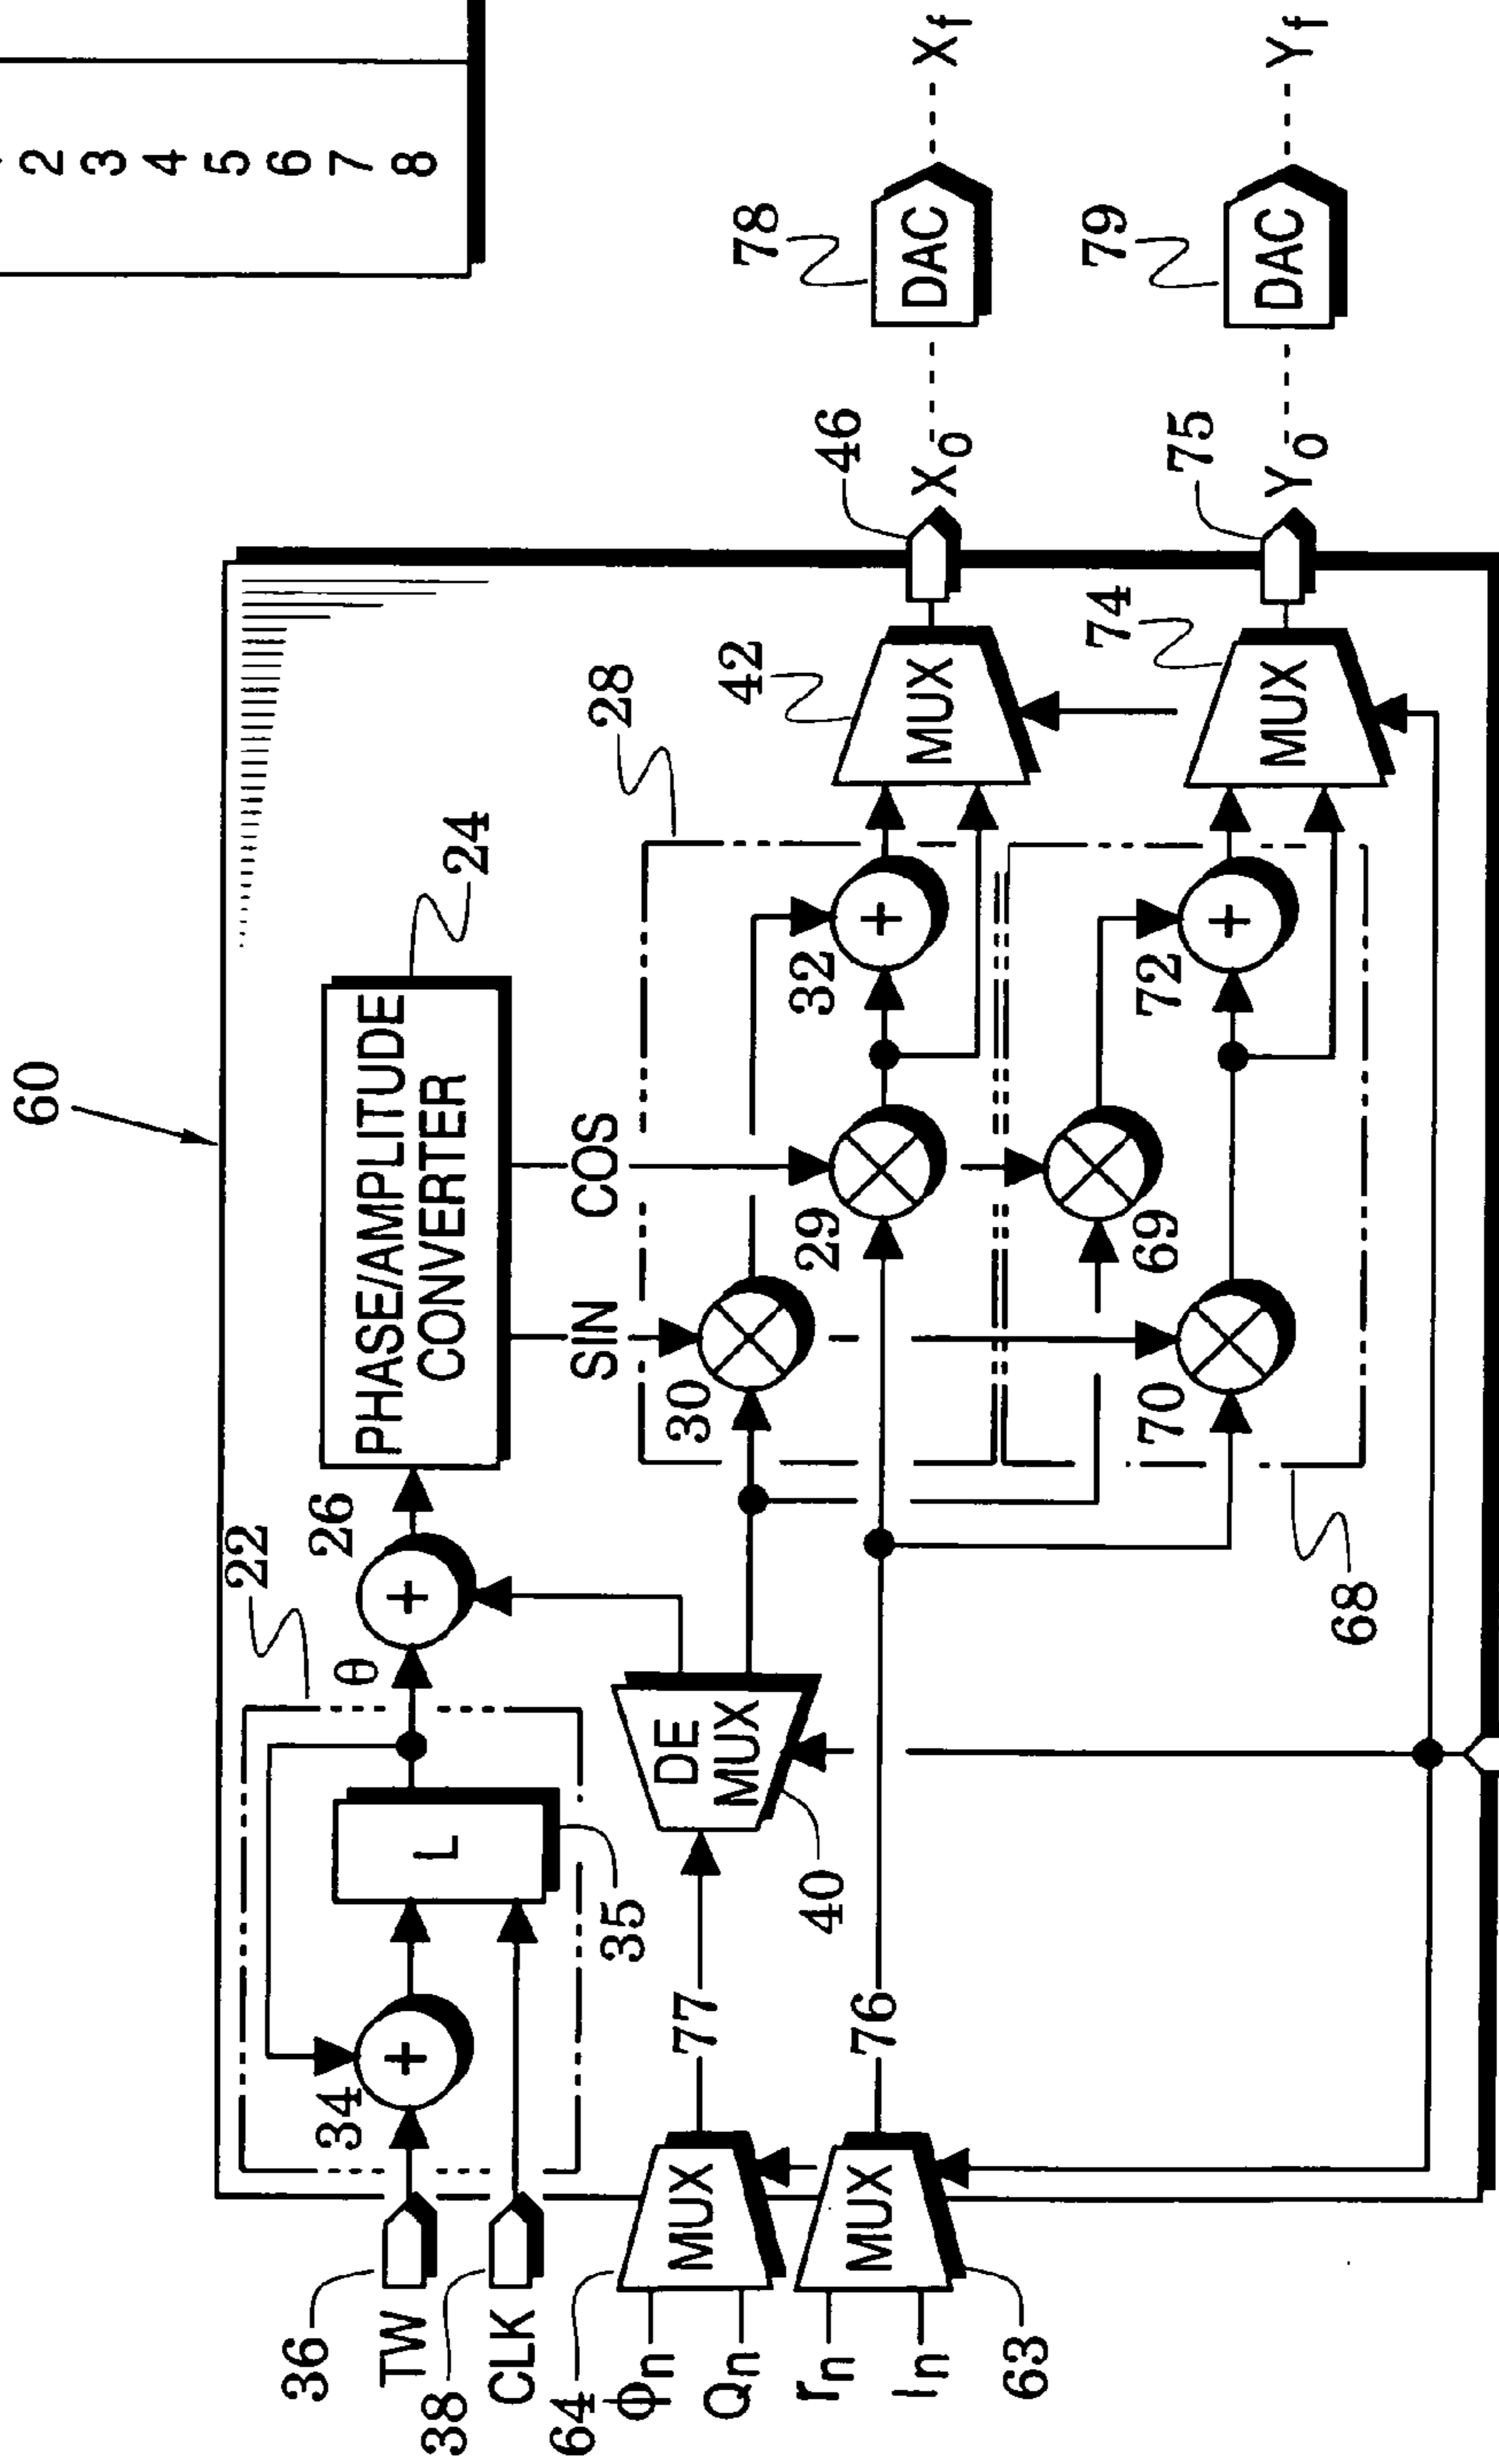 2
3
4
5
6
7
8
60
36
TW
34
+
38
CLK
L
35
22
θ
26
+
PHASE/AMPLITUDE
CONVERTER
24
SIN
COS
28
64
ϕn
Qn
MUX
77
DE
MUX
40
30
29
32
+
42
MUX
46
Xo
78
DAC
Xf
rn
In
MUX
63
76
68
70
69
72
+
74
MUX
75
Yo
79
DAC
Yf